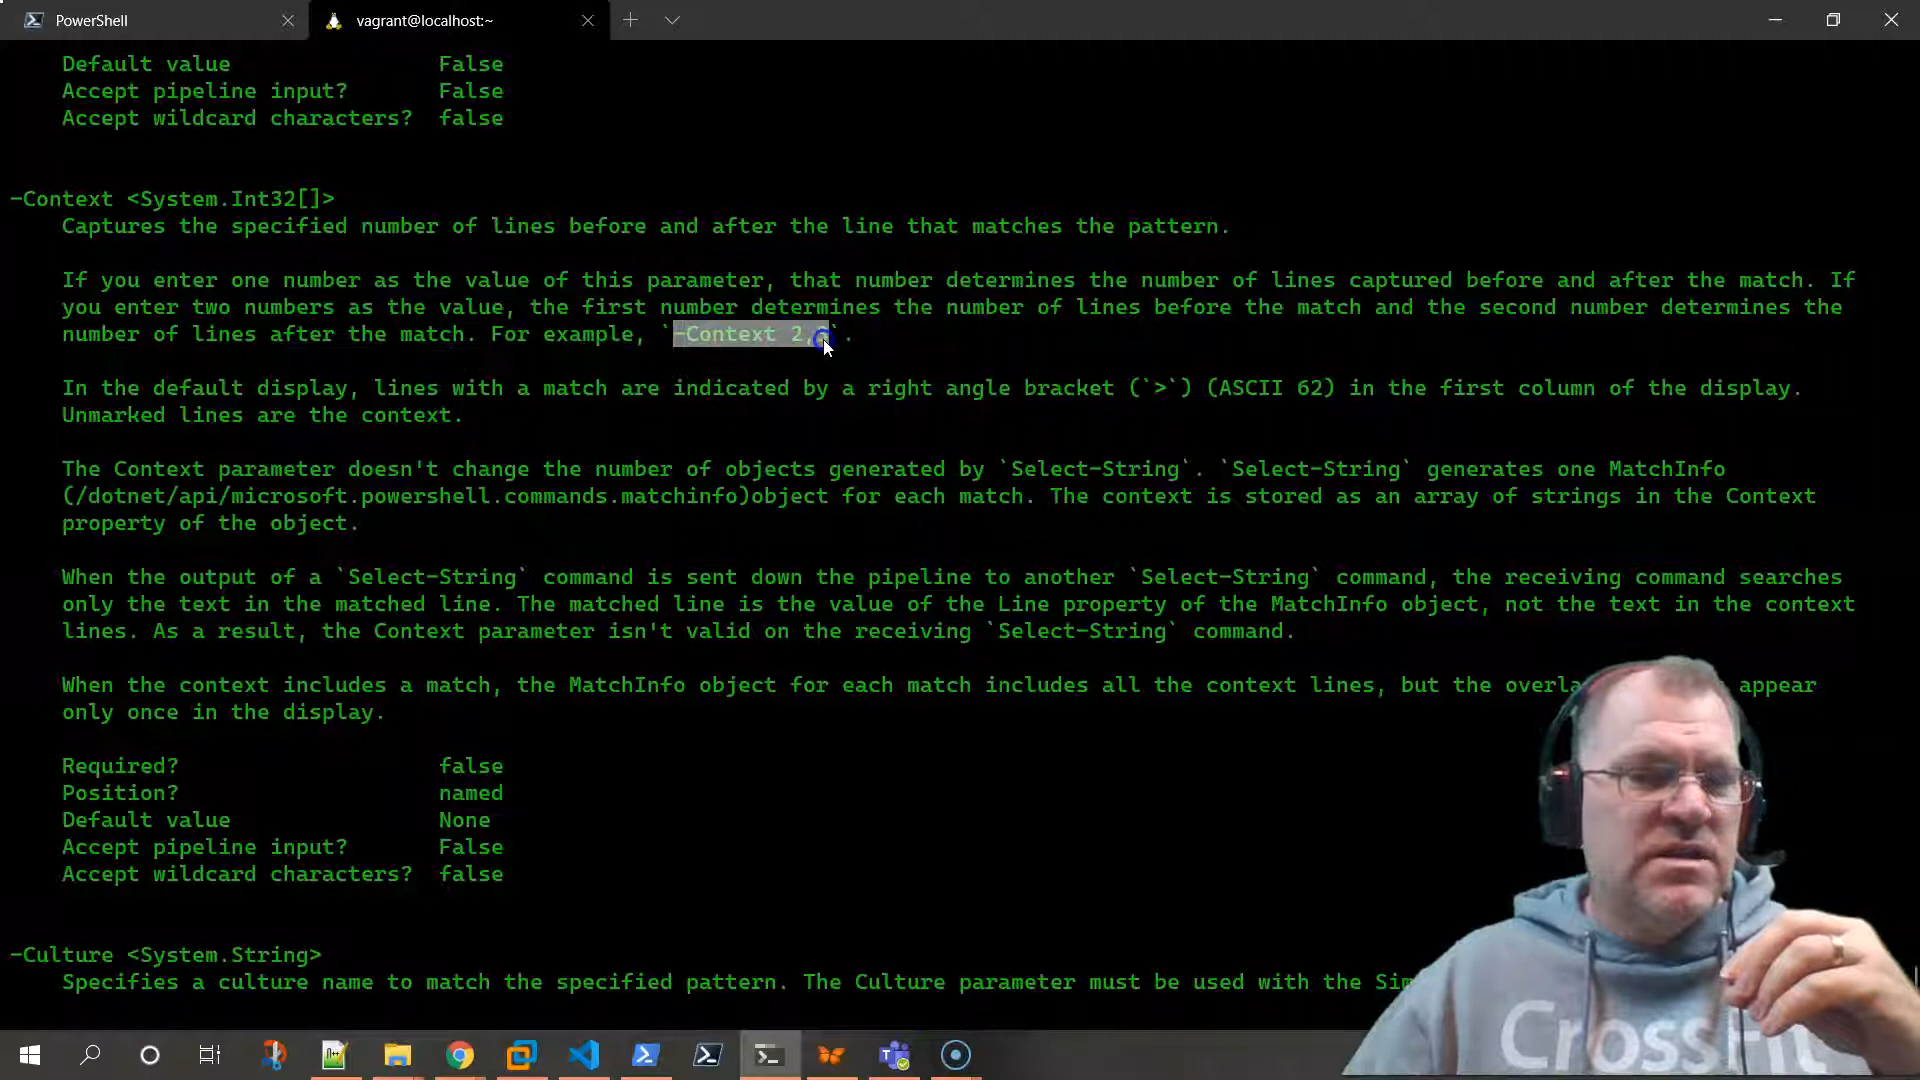 PowerShell
vagrant@localhost:~
Default value False
Accept pipeline input? False
Accept wildcard characters? false
-Context <System.Int32[]>
Captures the specified number of lines before and after the line that matches the pattern.
If you enter one number as the value of this parameter, that number determines the number of lines captured before and after the match. If
you enter two numbers as the value, the first number determines the number of lines before the match and the second number determines the
number of lines after the match. For example, `-Context 2,`.
In the default display, lines with a match are indicated by a right angle bracket (`>`) (ASCII 62) in the first column of the display.
Unmarked lines are the context.
The Context parameter doesn't change the number of objects generated by `Select-String`. `Select-String` generates one MatchInfo
(/dotnet/api/microsoft.powershell.commands.matchinfo)object for each match. The context is stored as an array of strings in the Context
property of the object.
When the output of a `Select-String` command is sent down the pipeline to another `Select-String` command, the receiving command searches
only the text in the matched line. The matched line is the value of the Line property of the MatchInfo object, not the text in the context
lines. As a result, the Context parameter isn't valid on the receiving `Select-String` command.
When the context includes a match, the MatchInfo object for each match includes all the context lines, but the appear
only once in the display.
Required? false
Position? named
Default value None
Accept pipeline input? False
Accept wildcard characters? false
-Culture <System.String>
Specifies a culture name to match the specified pattern. The Culture parameter must be used with the
CrossFit